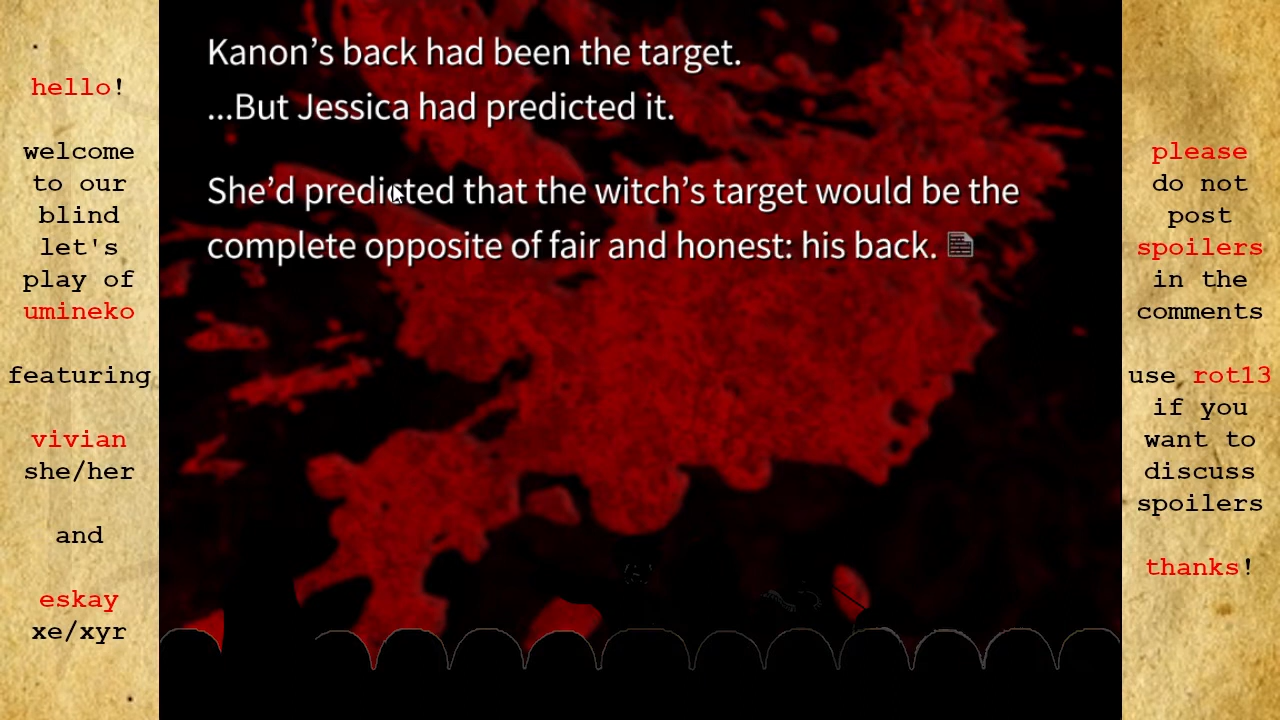 hello!
welcome
to our
blind
let's
play of
umineko
featuring
vivian
she/her
and
eskay
xe/xyr
Kanon's back had been the target.
...But Jessica had predicted it.
She'd predicted that the witch's target would be the
complete opposite of fair and honest: his back.
please
do not
post
spoilers
in the
comments
use rot13
if you
want to
discuss
spoilers
thanks!